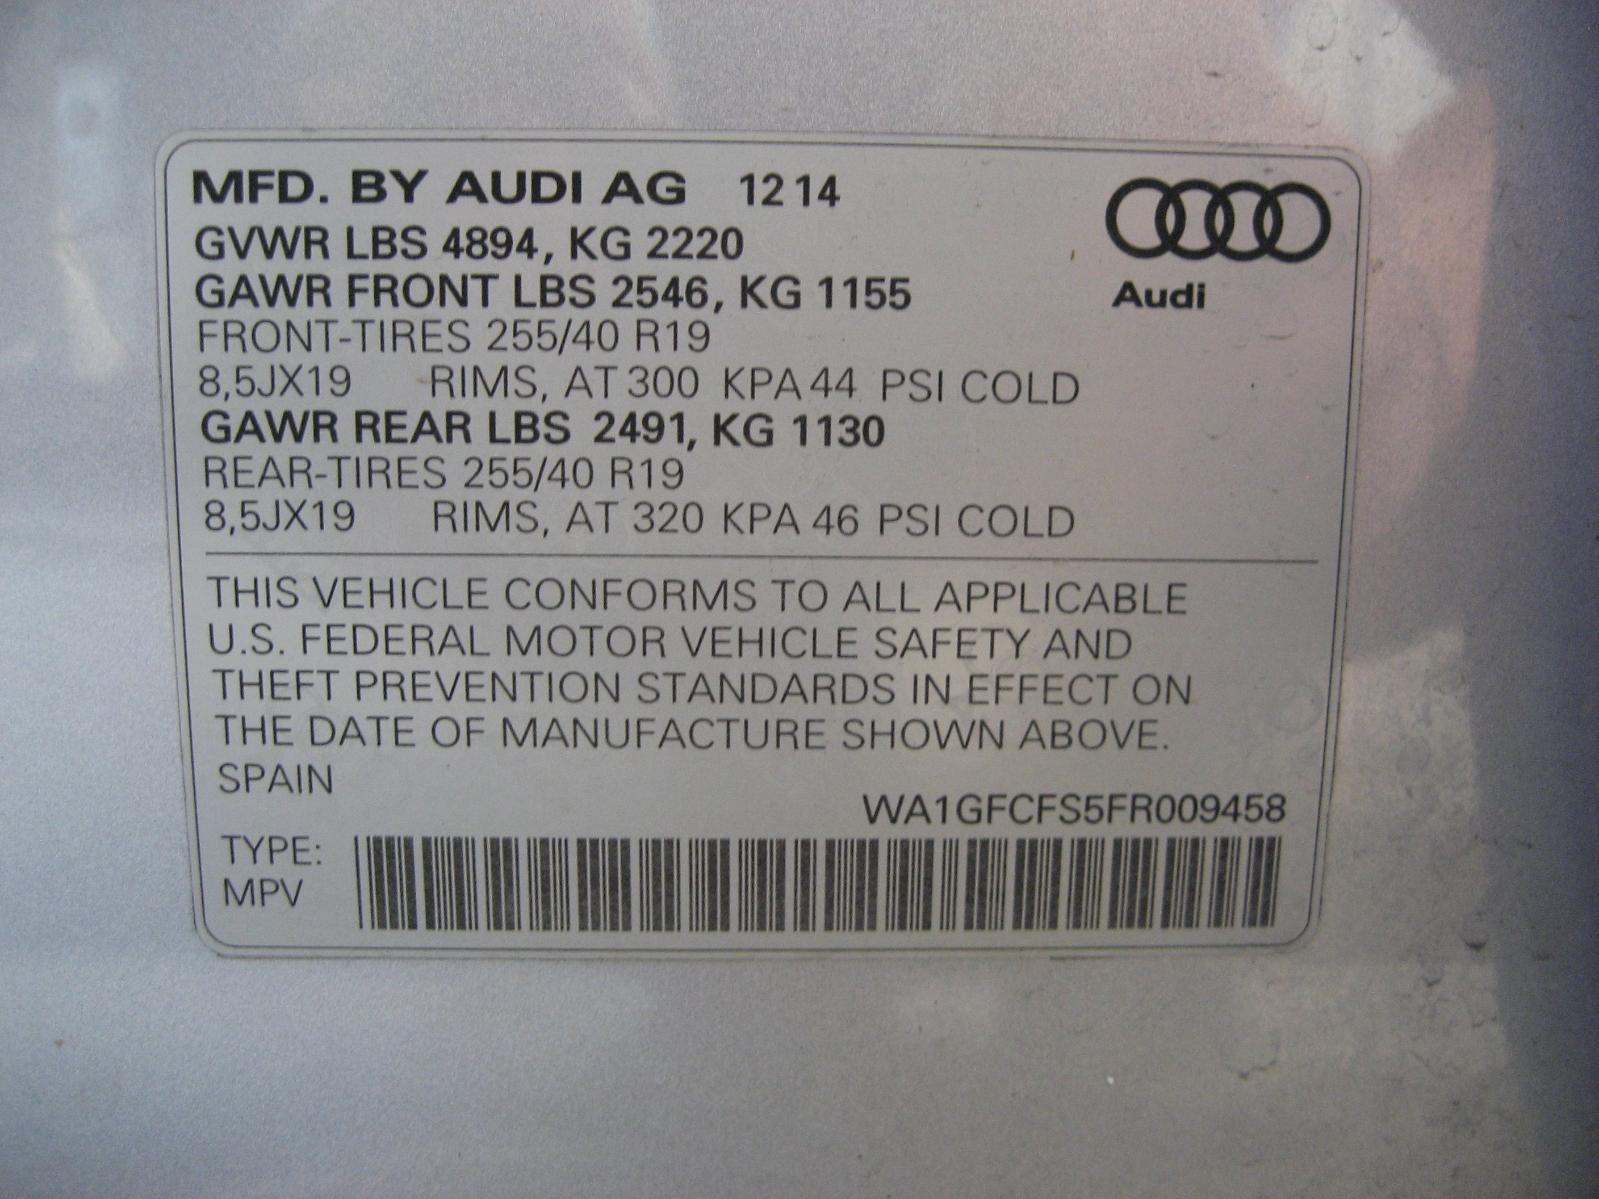 MFD. BY AUDI AG 12 14
GVWR LBS 4894, KG 2220
GAWR FRONT LBS 2546, KG 1155
Audi
FRONT-TIRES 255/40 R19
8,5JX19 RIMS, AT 300 KPA 44 PSI COLD
GAWR REAR LBS 2491, KG 1130
REAR-TIRES 255/40 R19
8,5JX19 RIMS, AT 320 KPA 46 PSI COLD
THIS VEHICLE CONFORMS TO ALL APPLICABLE
U.S. FEDERAL MOTOR VEHICLE SAFETY AND
THEFT PREVENTION STANDARDS IN EFFECT ON
THE DATE OF MANUFACTURE SHOWN ABOVE.
SPAIN
WA1GFCFS5FR009458
TYPE:
MPV